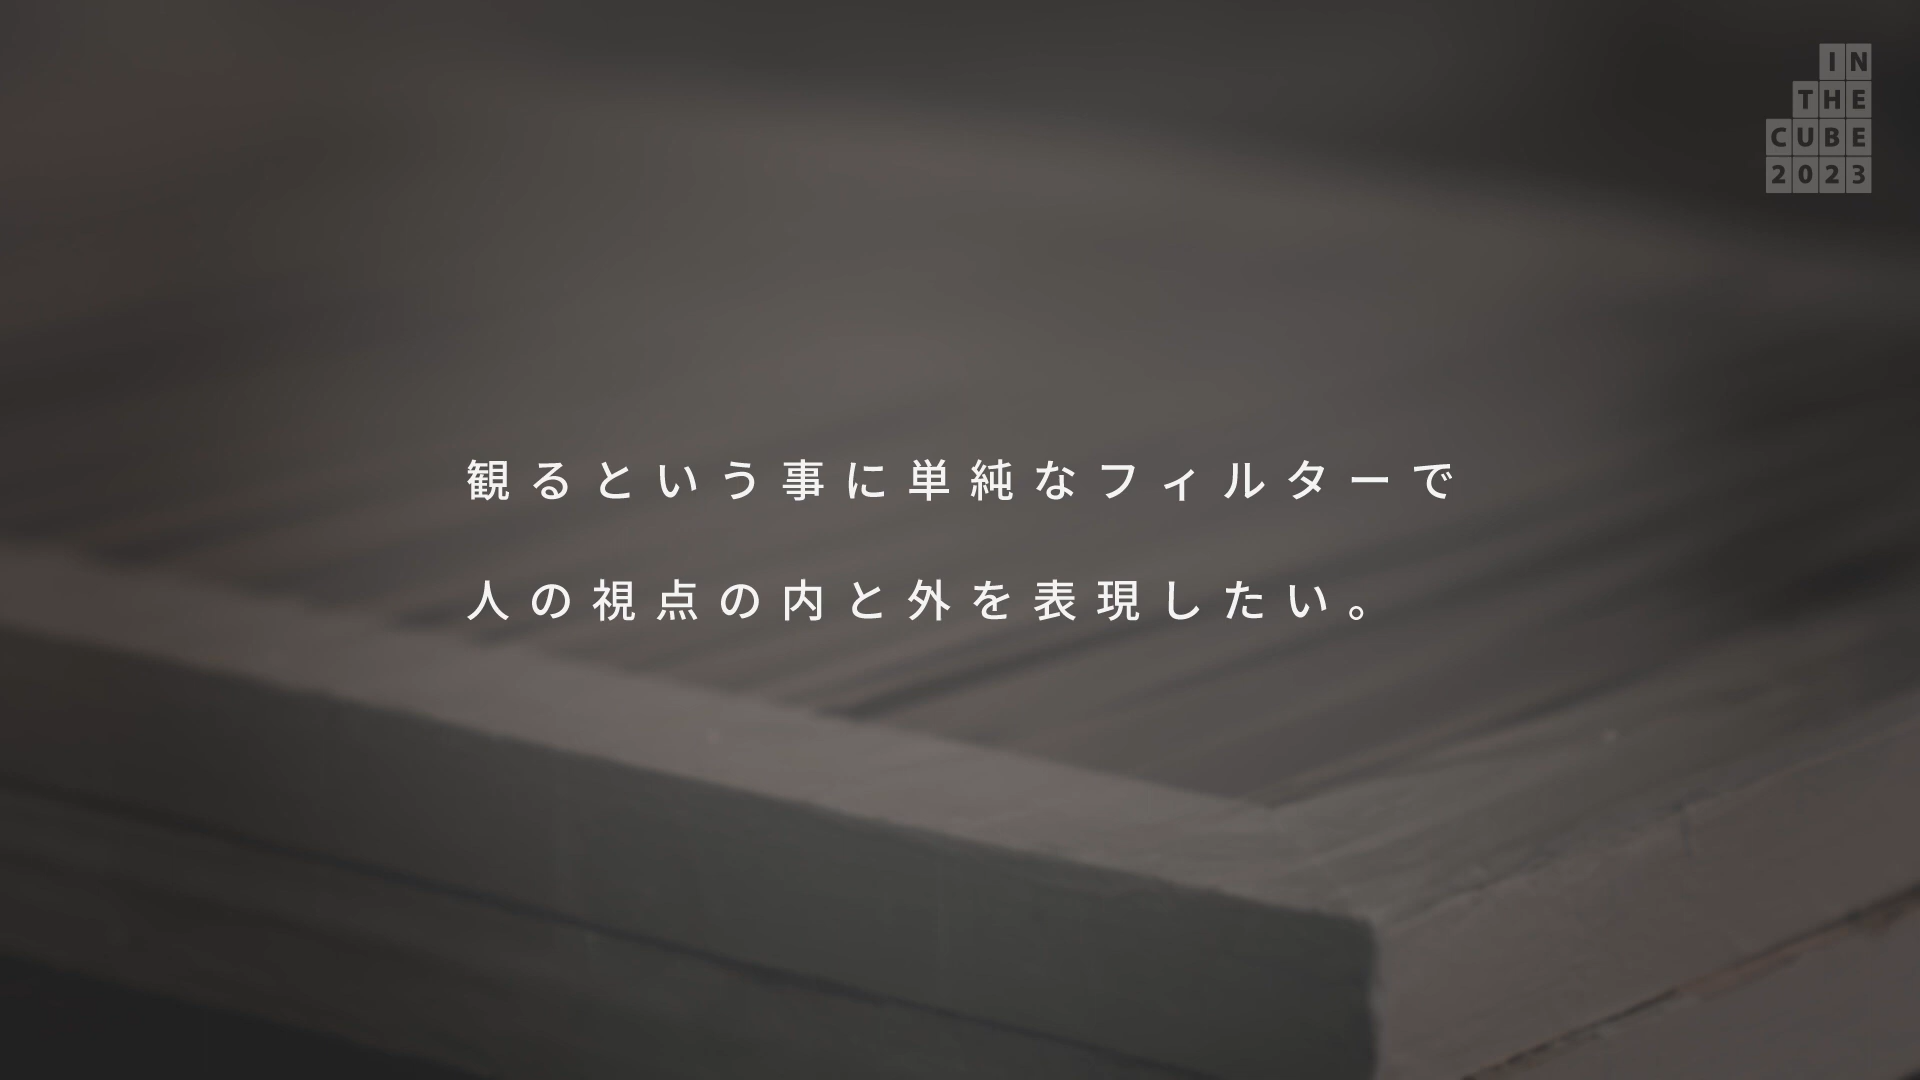 IN
THE
CUBE
2023
観るという事に単純なフィルターで
人の視点の内と外を表現したい。